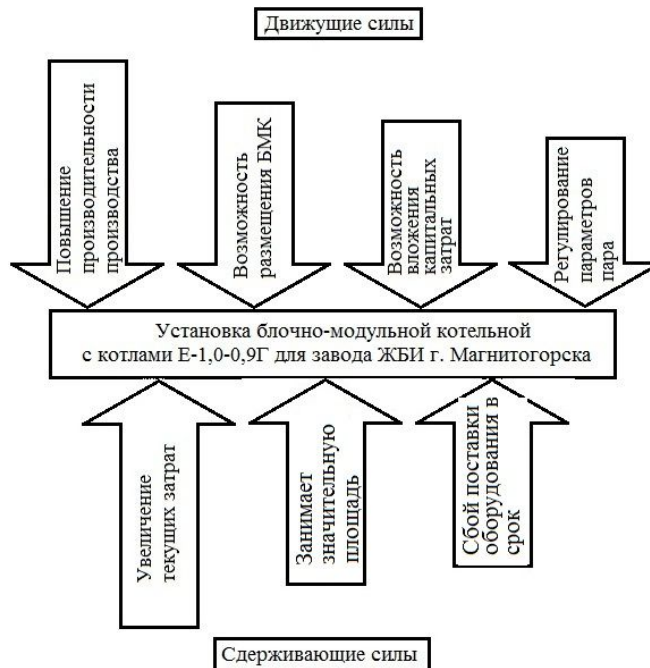 Движущие силы
Повышение
производительности
производства
Возможность
размещения БМК
Возможность
вложения
капитальных
затрат
Регулирование
параметров
пара
Установка блочно-модульной котельной
с котлами Е-1,0-0,9Г для завода ЖБИ г. Магнитогорска
Увеличение
текущих затрат
Занимает
значительную
площадь
Сбой поставки
оборудования в
срок
Сдерживающие силы